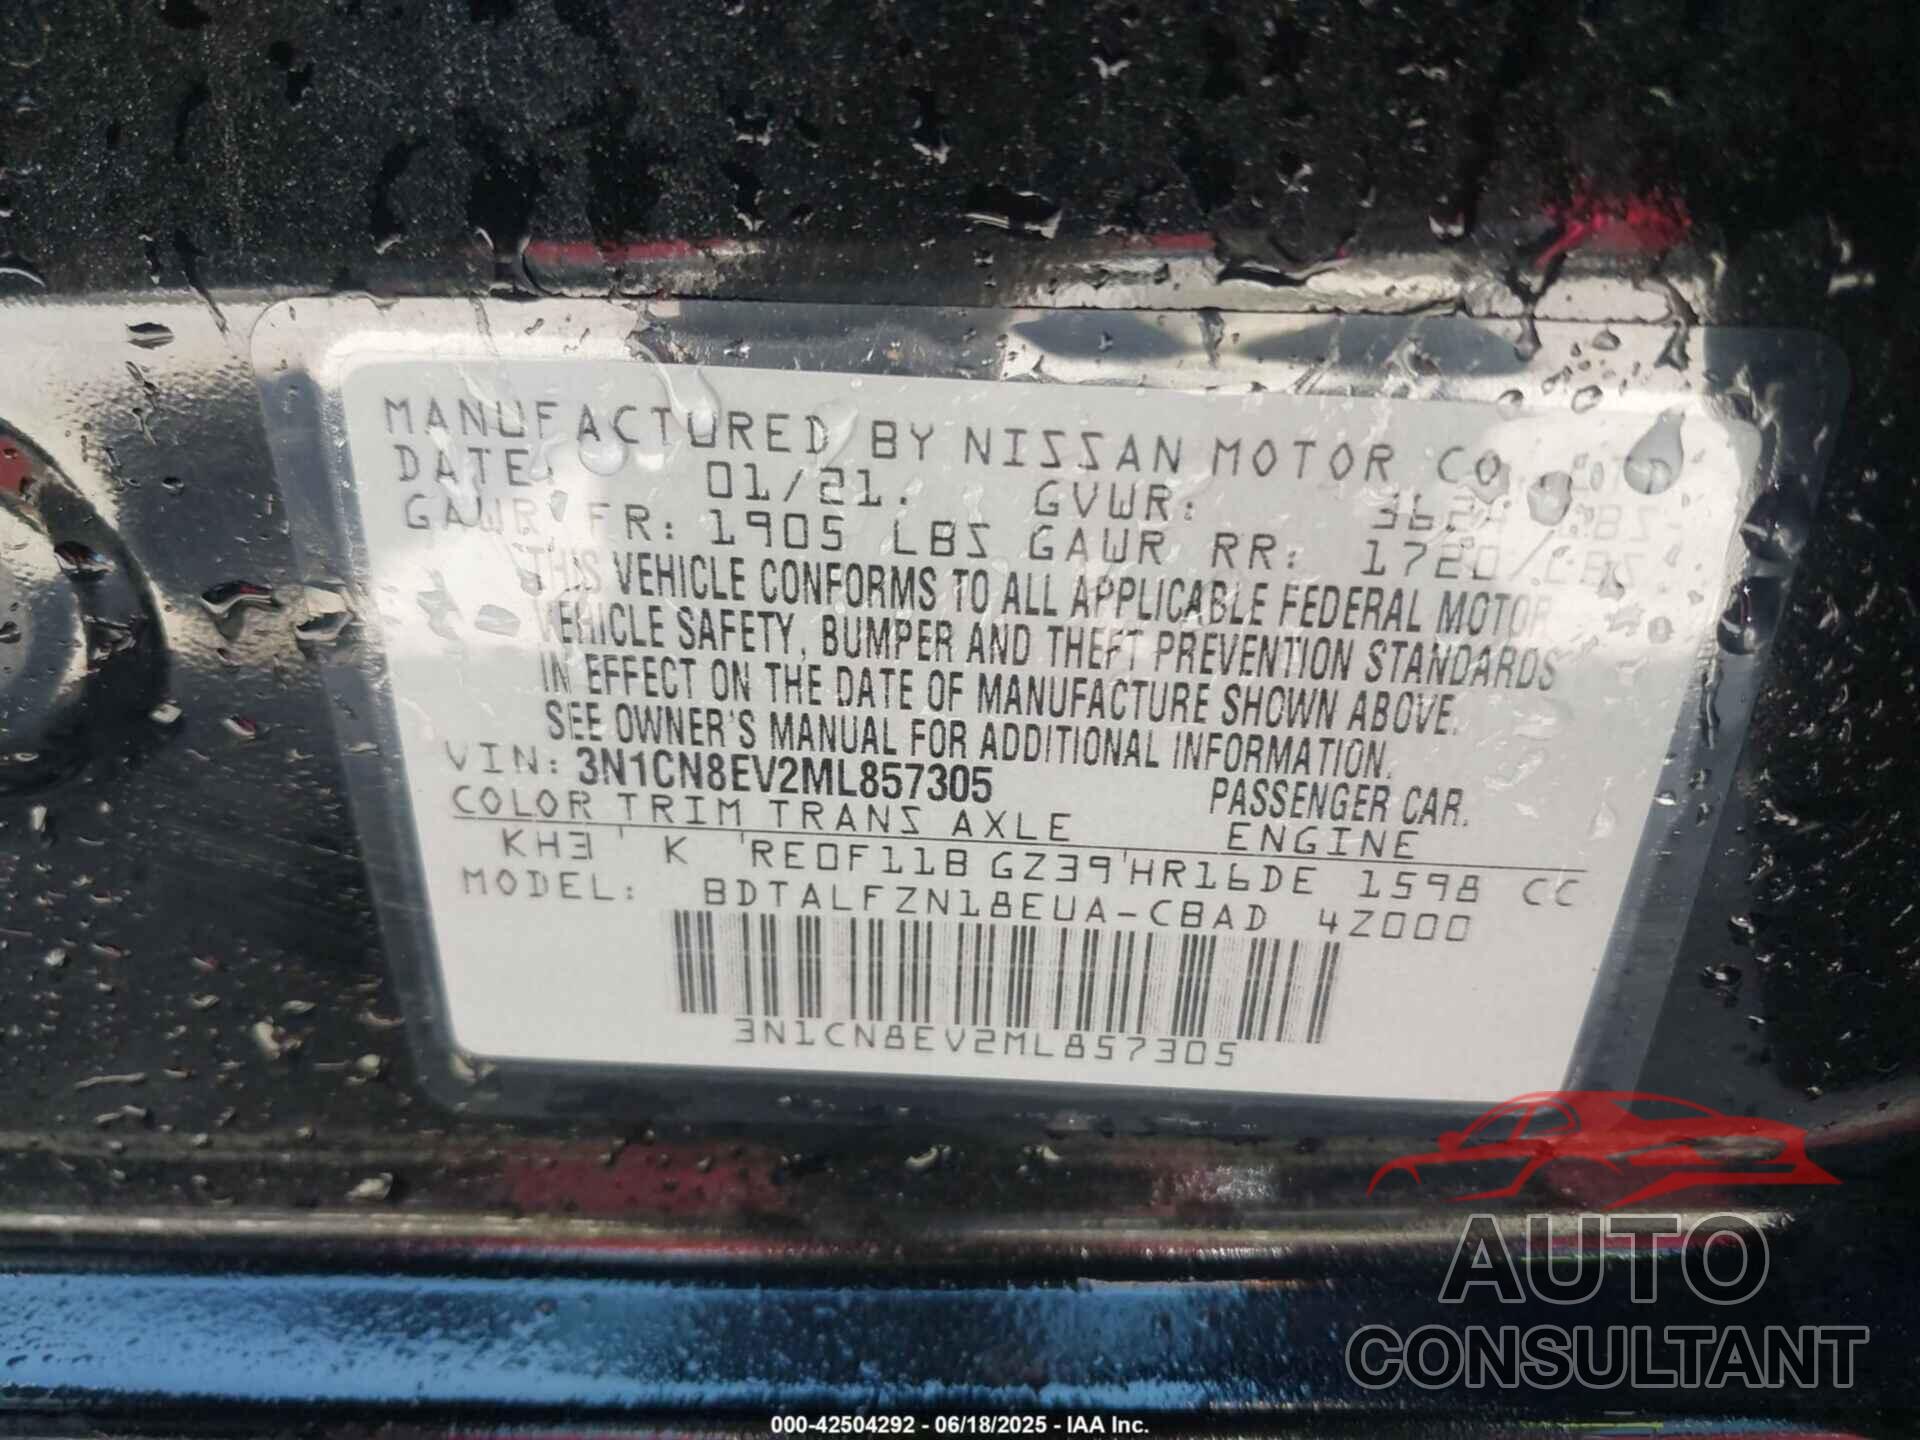 MANUFACTURED BY NISSAN MOTOR CO
DATE: 01/21. GVWR: LBS
GAWR FR: 1905 LBS GAWR RR: 1720/LBS
THIS VEHICLE CONFORMS TO ALL APPLICABLE FEDERAL MOTOR
VEHICLE SAFETY, BUMPER AND THEFT PREVENTION STANDARDS
IN EFFECT ON THE DATE OF MANUFACTURE SHOWN ABOVE.
SEE OWNER'S MANUAL FOR ADDITIONAL INFORMATION.
VIN: 3N1CN8EV2ML857305 PASSENGER CAR.
COLOR TRIM TRANS AXLE ENGINE
KH3 ' K 'RE0F11B GZ39'HR16DE 1598 CC
MODEL: BDTALFZN18EUA-CBAD 4Z000
3N1CN8EV2ML857305
AUTO
CONSULTANT
000-42504292 - 06/18/2025 - IAA Inc.